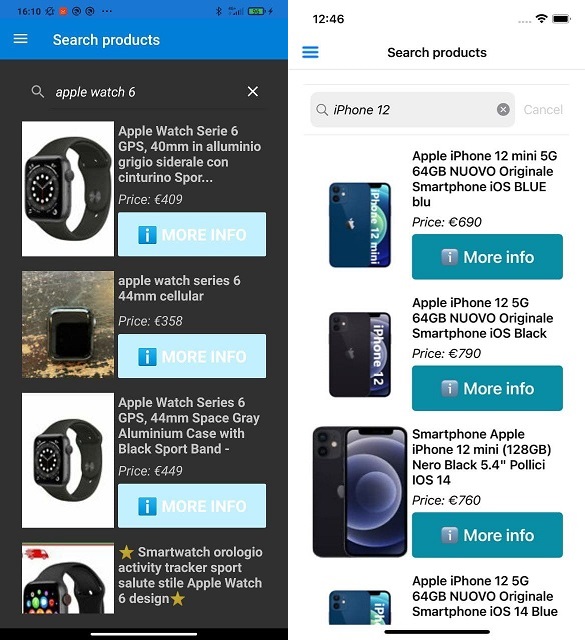 16:10
Search products
apple watch 6
Apple Watch Serie 6
GPS, 40mm in alluminio
grigio siderale con
cinturino Spor...
Price: €409
MORE INFO
apple watch series 6
44mm cellular
Price: €358
MORE INFO
Apple Watch Series 6
GPS, 44mm Space Gray
Aluminium Case with
Black Sport Band -
Price: €449
MORE INFO
Smartwatch orologio
activity tracker sport
salute stile Apple Watch
6 design
12:46
Search products
iPhone 12
Cancel
Apple iPhone 12 mini 5G
64GB NUOVO Originale
Smartphone iOS BLUE
blu
iPhone 12 mini
Price: €690
More info
Apple iPhone 12 5G
64GB NUOVO Originale
Smartphone iOS Black
iPhone 12
Price: €790
More info
Smartphone Apple
iPhone 12 mini (128GB)
Nero Black 5.4" Pollici
IOS 14
Price: €760
More info
Apple iPhone 12 5G
64GB NUOVO Originale
Smartphone iOS 14 Blue